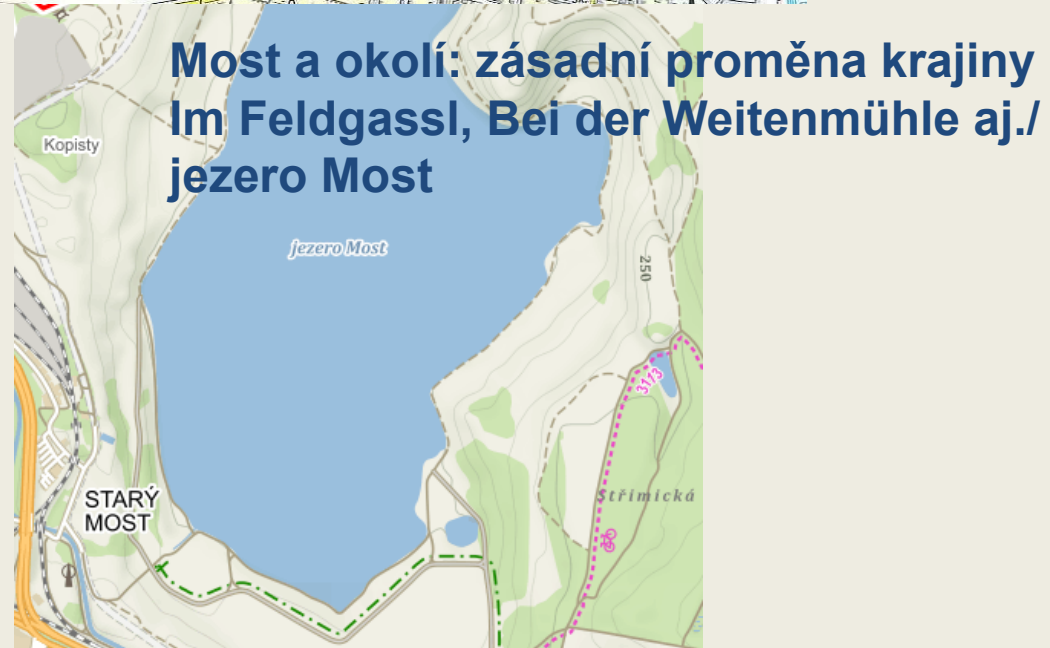 Most a okolí: zásadní proměna krajiny
Im Feldgassl, Bei der Weitenmühle aj./
jezero Most
Kopisty
jezero Most
250
3113
Střimická
STARÝ
MOST